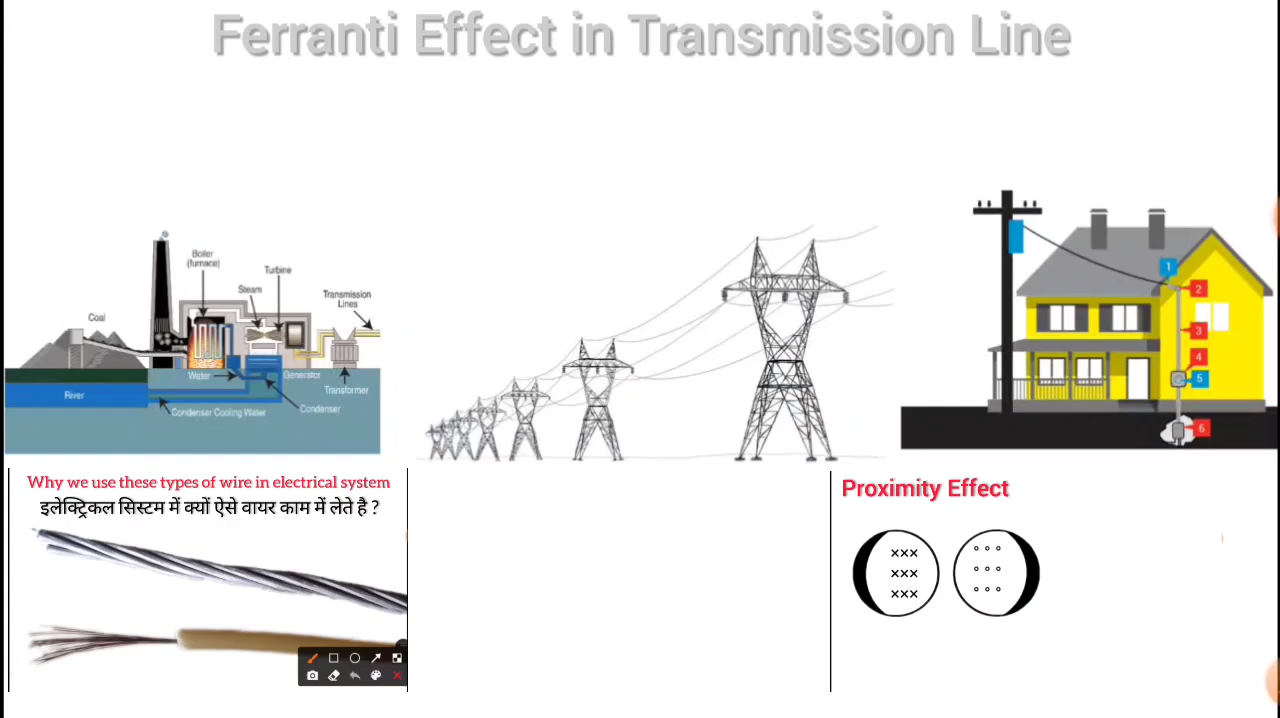 Ferranti Effect in Transmission Line
Boiler
(furnace)
Turbine
Steam
Transmission
Lines
Coal
Water
Generator
Transformer
River
Condenser Cooling Water
Condenser
1
2
3
4
5
6
Why we use these types of wire in electrical system
इलेक्ट्रिकल सिस्टम में क्यों ऐसे वायर काम में लेते है ?
Proximity Effect
×××
×××
×××